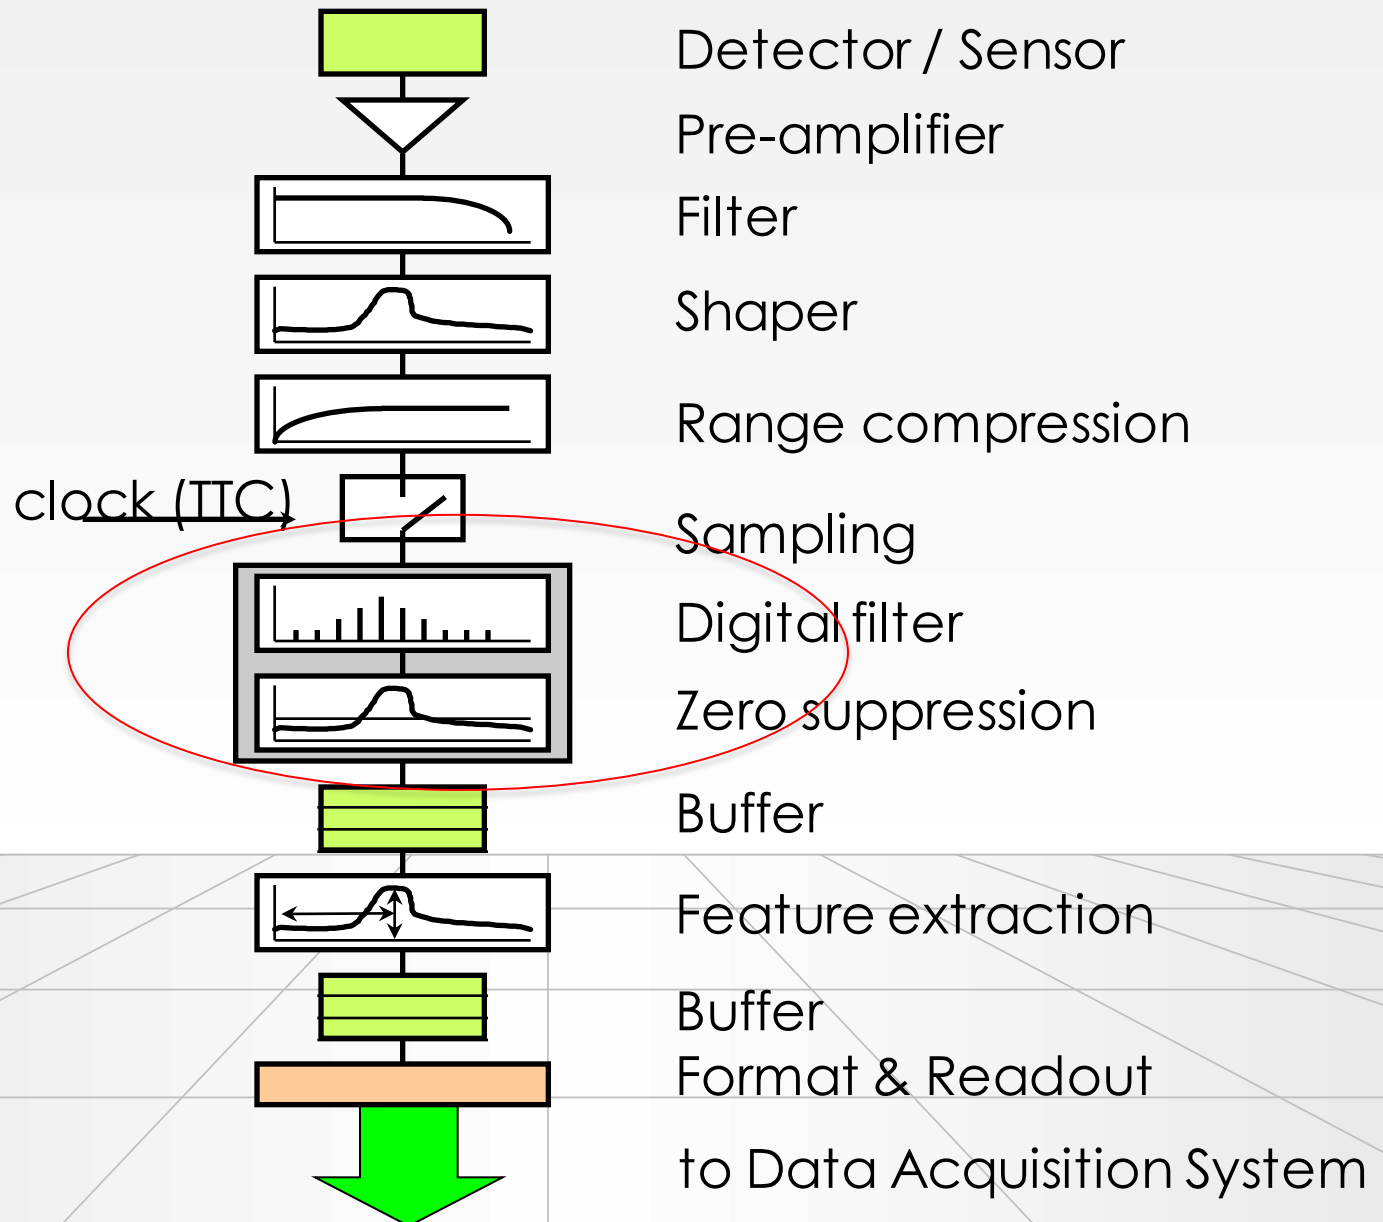 Detector / Sensor
Pre-amplifier
Filter
Shaper
Range compression
clock (TTC)
Sampling
Digital filter
Zero suppression
Buffer
Feature extraction
Buffer
Format & Readout
to Data Acquisition System